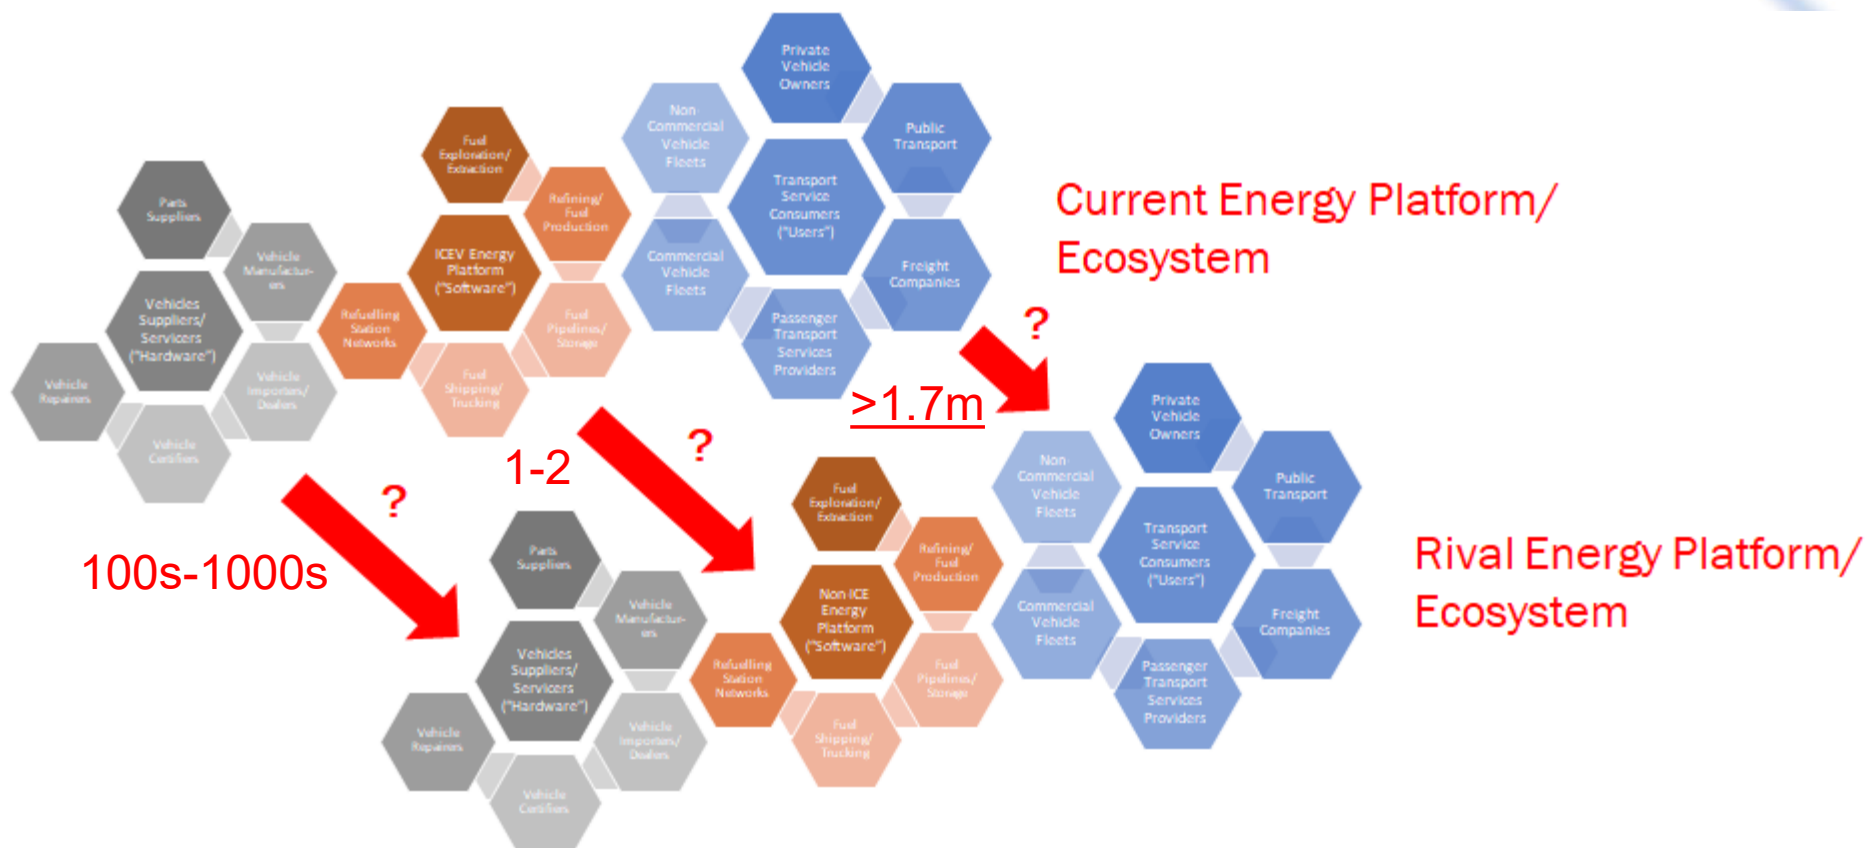 Private
Vehicle
Owners
Non-
Commercial
Vehicle
Fleets
Public
Transport
Transport
Service
Consumers
("Users")
Commercial
Vehicle
Fleets
Freight
Companies
Passenger
Transport
Services
Providers
Fuel
Exploration/
Extraction
Refining/
Fuel
Production
ICEV Energy
Platform
("Software")
Refuelling
Station
Networks
Fuel
Pipelines/
Storage
Fuel
Shipping/
Trucking
Parts
Suppliers
Vehicle
Manufactur-
ers
Vehicles
Suppliers/
Servicers
("Hardware")
Vehicle
Repairers
Vehicle
Importers/
Dealers
Vehicle
Certifiers
Current Energy Platform/
Ecosystem
?
>1.7m
?
1-2
?
100s-1000s
Private
Vehicle
Owners
Non-
Commercial
Vehicle
Fleets
Public
Transport
Transport
Service
Consumers
("Users")
Commercial
Vehicle
Fleets
Freight
Companies
Passenger
Transport
Services
Providers
Fuel
Exploration/
Extraction
Refining/
Fuel
Production
Non-ICE
Energy
Platform
("Software")
Refuelling
Station
Networks
Fuel
Pipelines/
Storage
Fuel
Shipping/
Trucking
Parts
Suppliers
Vehicle
Manufactur-
ers
Vehicles
Suppliers/
Servicers
("Hardware")
Vehicle
Repairers
Vehicle
Importers/
Dealers
Vehicle
Certifiers
Rival Energy Platform/
Ecosystem